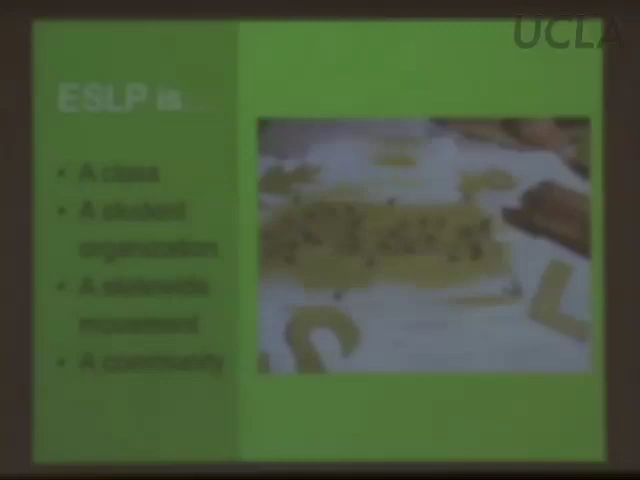 UCLA
ESLP is...
• A class
• A student
organization
• A statewide
movement
• A community
S
L